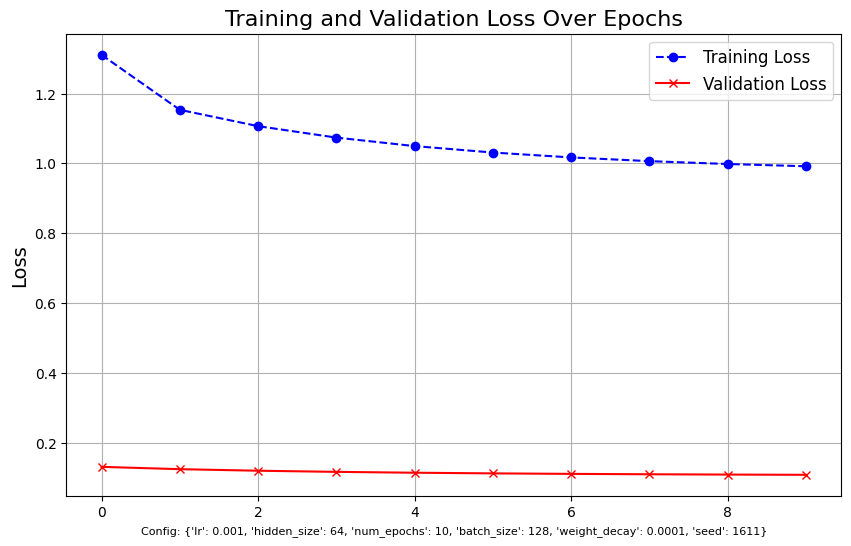 Training and Validation Loss Over Epochs
Training Loss
Validation Loss
1.2
1.0
0.8
0.6
0.4
0.2
Loss
0 2 4 6 8
Config: {'lr': 0.001, 'hidden_size': 64, 'num_epochs': 10, 'batch_size': 128, 'weight_decay': 0.0001, 'seed': 1611}